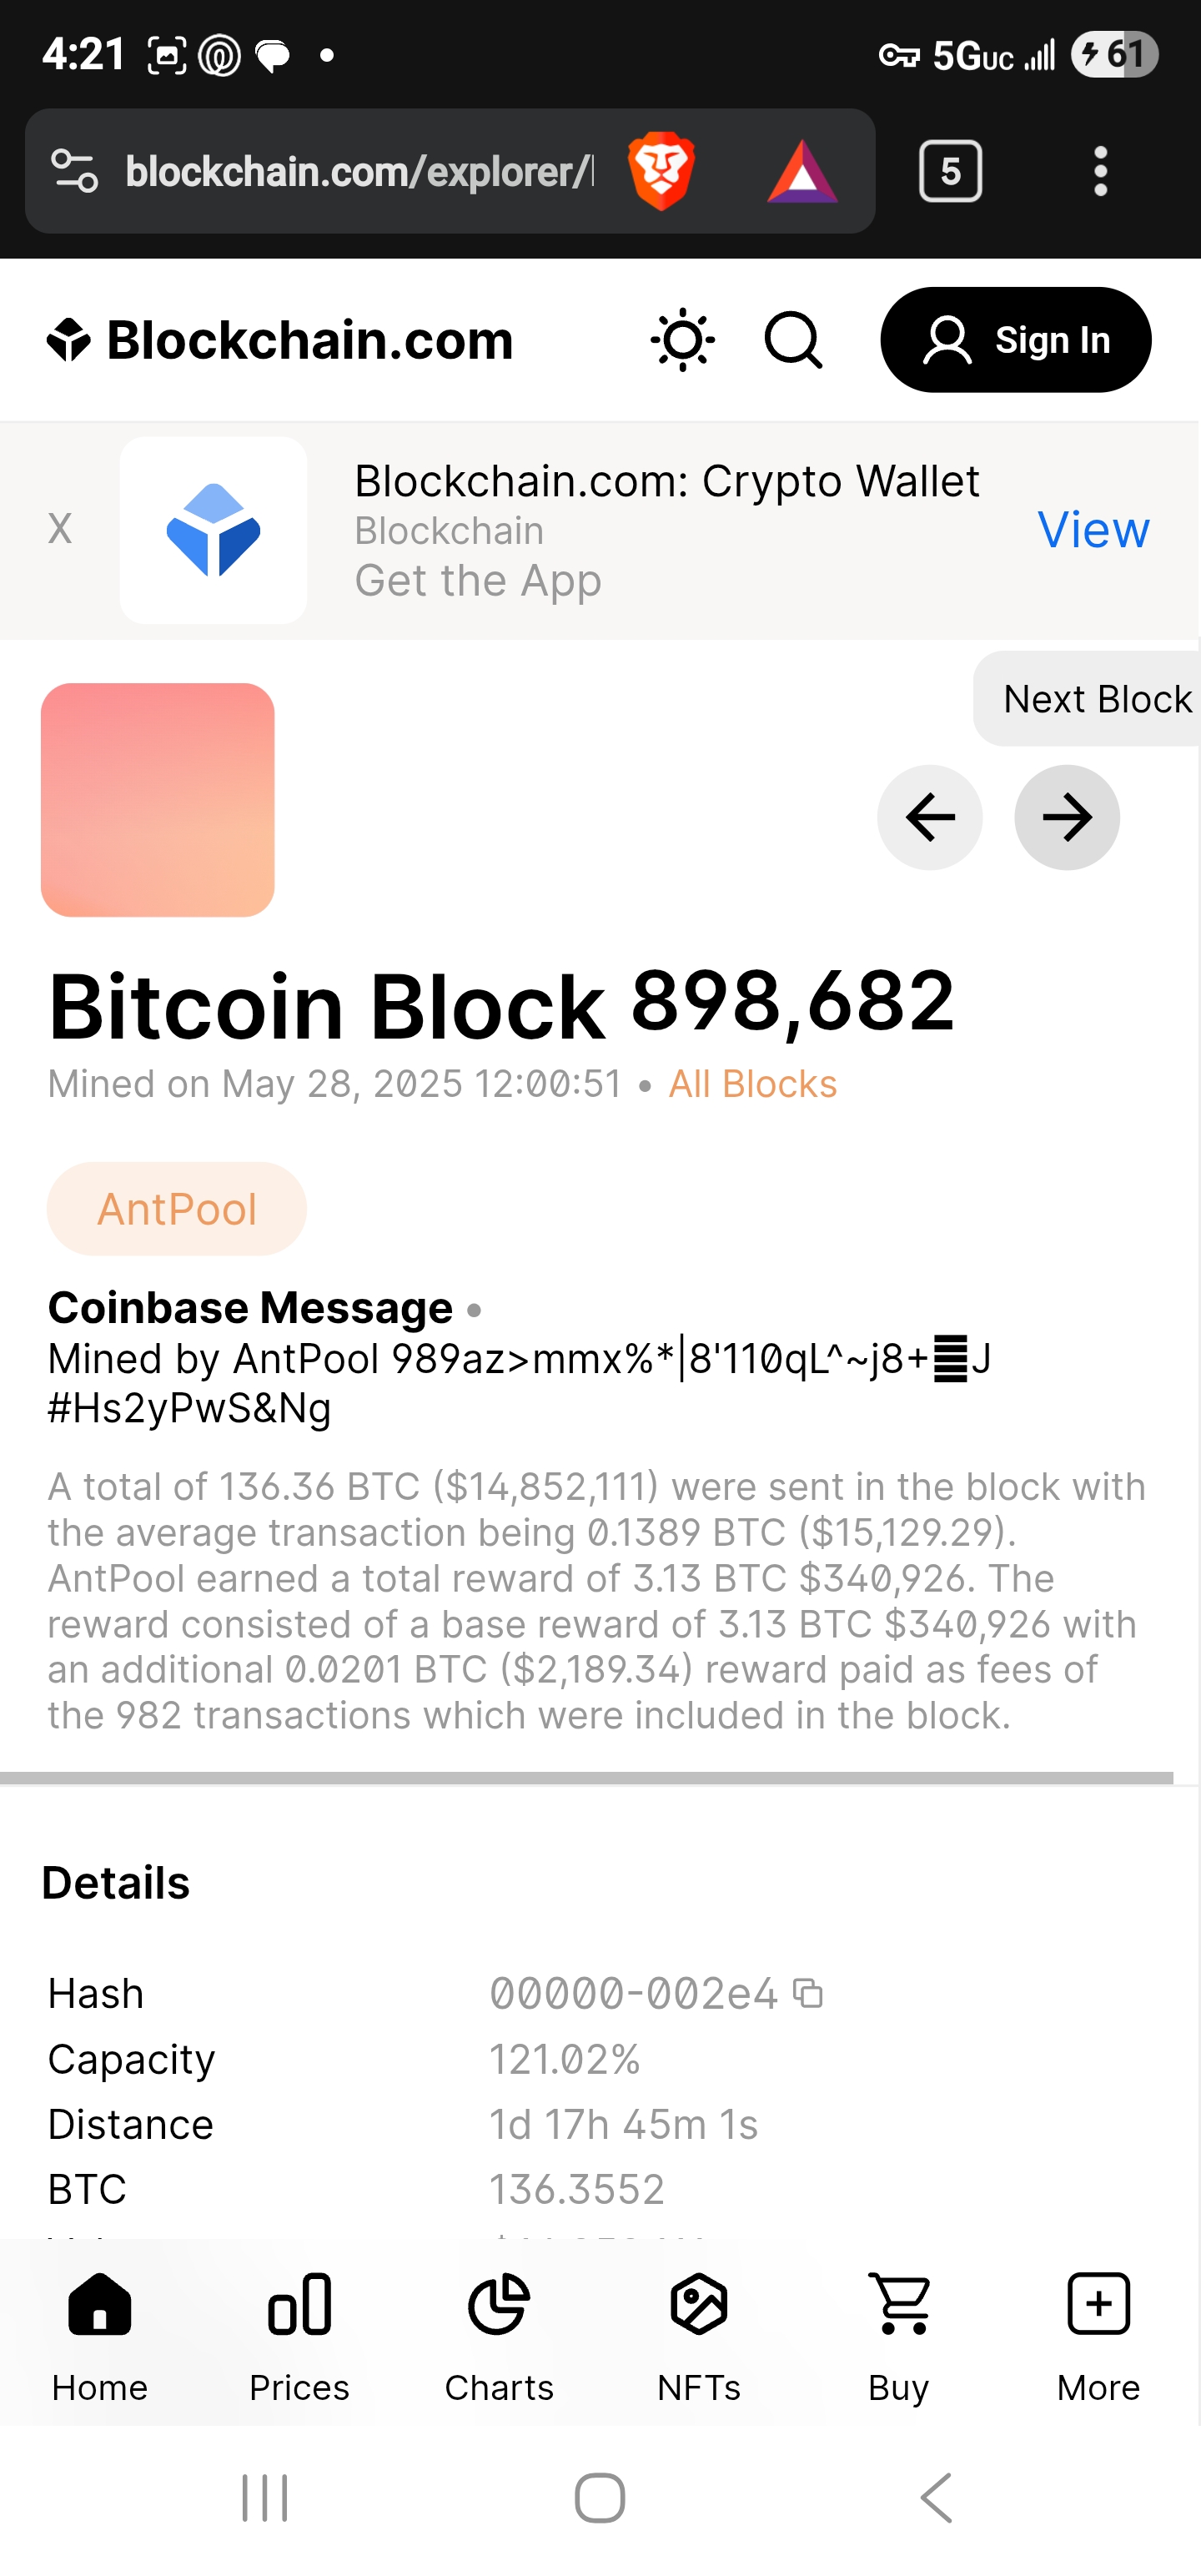 4:21
5G UC
61
blockchain.com/explorer/
5
Blockchain.com
Sign In
X
Blockchain.com: Crypto Wallet
Blockchain
Get the App
View
Next Block
Bitcoin Block 898,682
Mined on May 28, 2025 12:00:51 • All Blocks
AntPool
Coinbase Message •
Mined by AntPool 989az>mmx%*|8'110qL^~j8+䷀J
#Hs2yPwS&Ng
A total of 136.36 BTC ($14,852,111) were sent in the block with
the average transaction being 0.1389 BTC ($15,129.29).
AntPool earned a total reward of 3.13 BTC $340,926. The
reward consisted of a base reward of 3.13 BTC $340,926 with
an additional 0.0201 BTC ($2,189.34) reward paid as fees of
the 982 transactions which were included in the block.
Details
Hash 00000-002e4
Capacity 121.02%
Distance 1d 17h 45m 1s
BTC 136.3552
Home Prices Charts NFTs Buy More